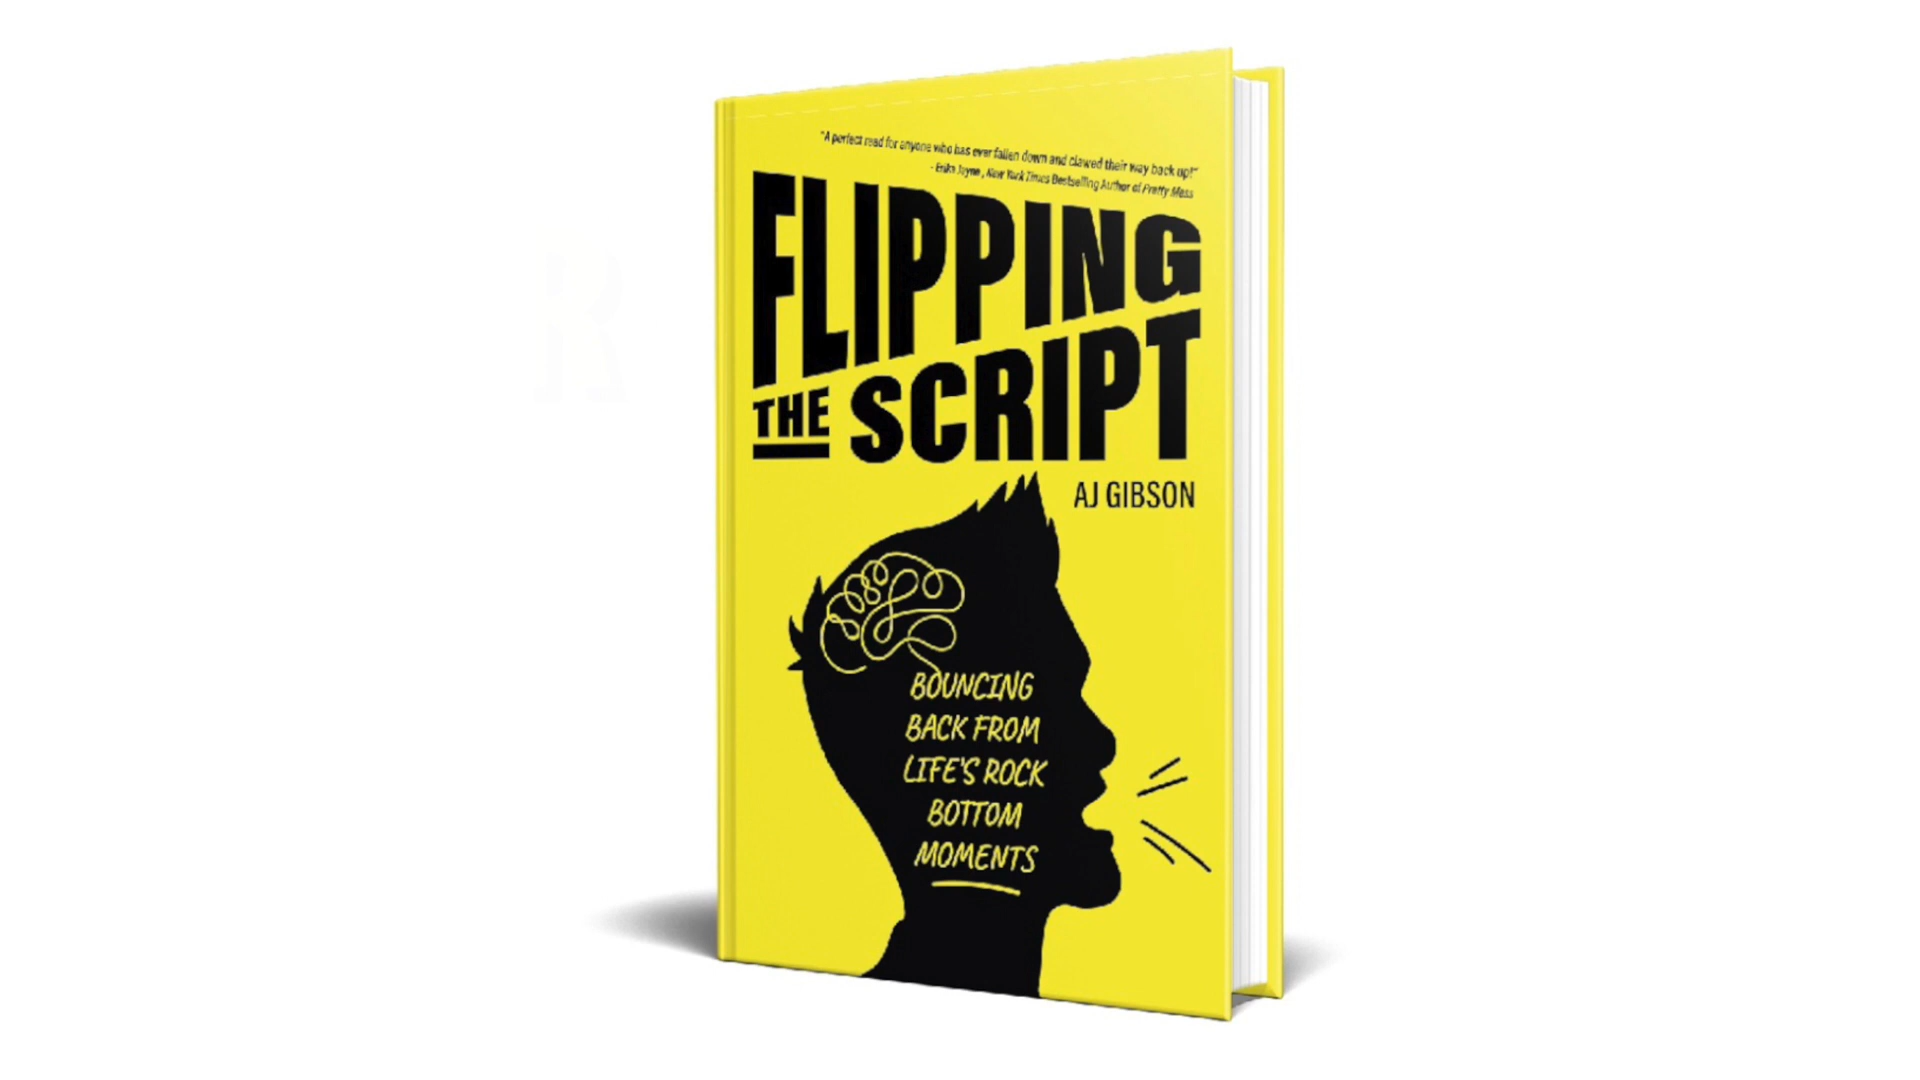 "A perfect read for anyone who has ever fallen down and clawed their way back up!"
- Erika Jayne, New York Times Bestselling Author of Pretty Mess
FLIPPING
THE SCRIPT
AJ GIBSON
BOUNCING
BACK FROM
LIFE'S ROCK
BOTTOM
MOMENTS